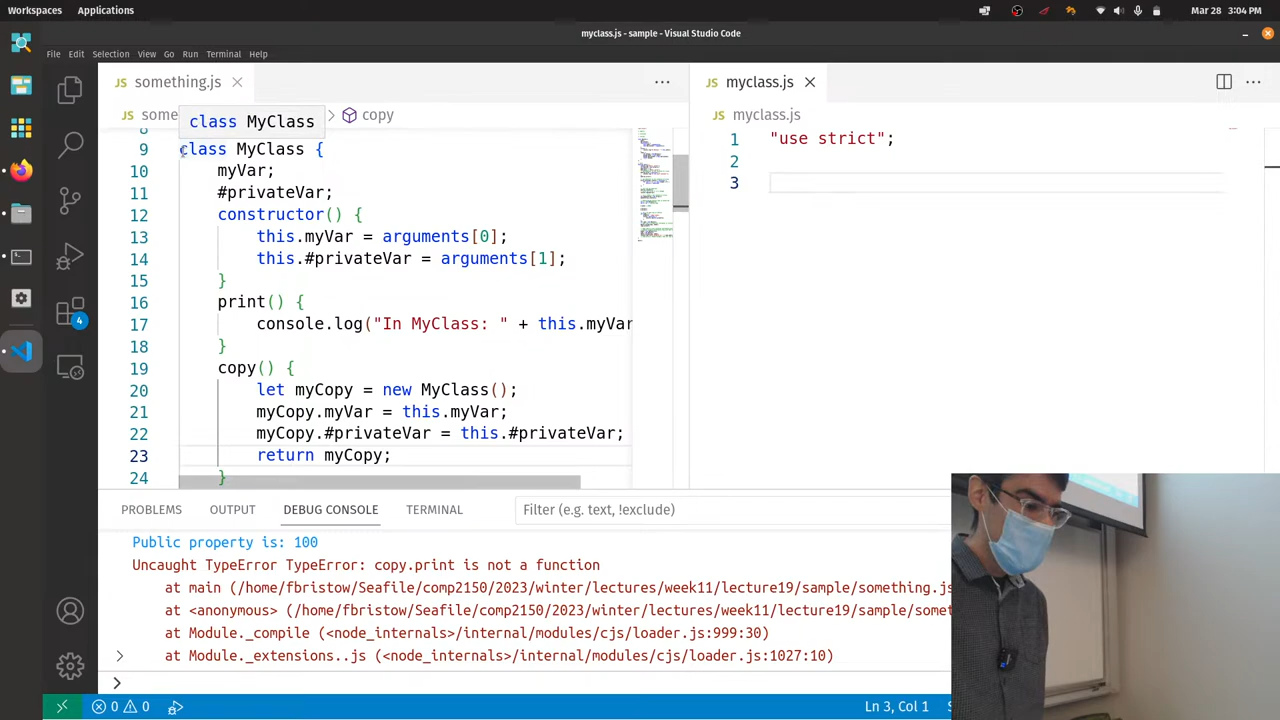 Workspaces Applications Mar 28 3:04 PM
myclass.js - sample - Visual Studio Code
File Edit Selection View Go Run Terminal Help
JS something.js
JS myclass.js
JS some class MyClass copy
JS myclass.js
9 class MyClass {
10 myVar;
11 #privateVar;
12 constructor() {
13 this.myVar = arguments[0];
14 this.#privateVar = arguments[1];
15 }
16 print() {
17 console.log("In MyClass: " + this.myVar
18 }
19 copy() {
20 let myCopy = new MyClass();
21 myCopy.myVar = this.myVar;
22 myCopy.#privateVar = this.#privateVar;
23 return myCopy;
24 }
1 "use strict";
2
3
4
PROBLEMS OUTPUT DEBUG CONSOLE TERMINAL Filter (e.g. text, !exclude)
Public property is: 100
Uncaught TypeError TypeError: copy.print is not a function
at main (/home/fbristow/Seafile/comp2150/2023/winter/lectures/week11/lecture19/sample/something.js
at <anonymous> (/home/fbristow/Seafile/comp2150/2023/winter/lectures/week11/lecture19/sample/somet
at Module._compile (<node_internals>/internal/modules/cjs/loader.js:999:30)
at Module._extensions..js (<node_internals>/internal/modules/cjs/loader.js:1027:10)
0 0 Ln 3, Col 1